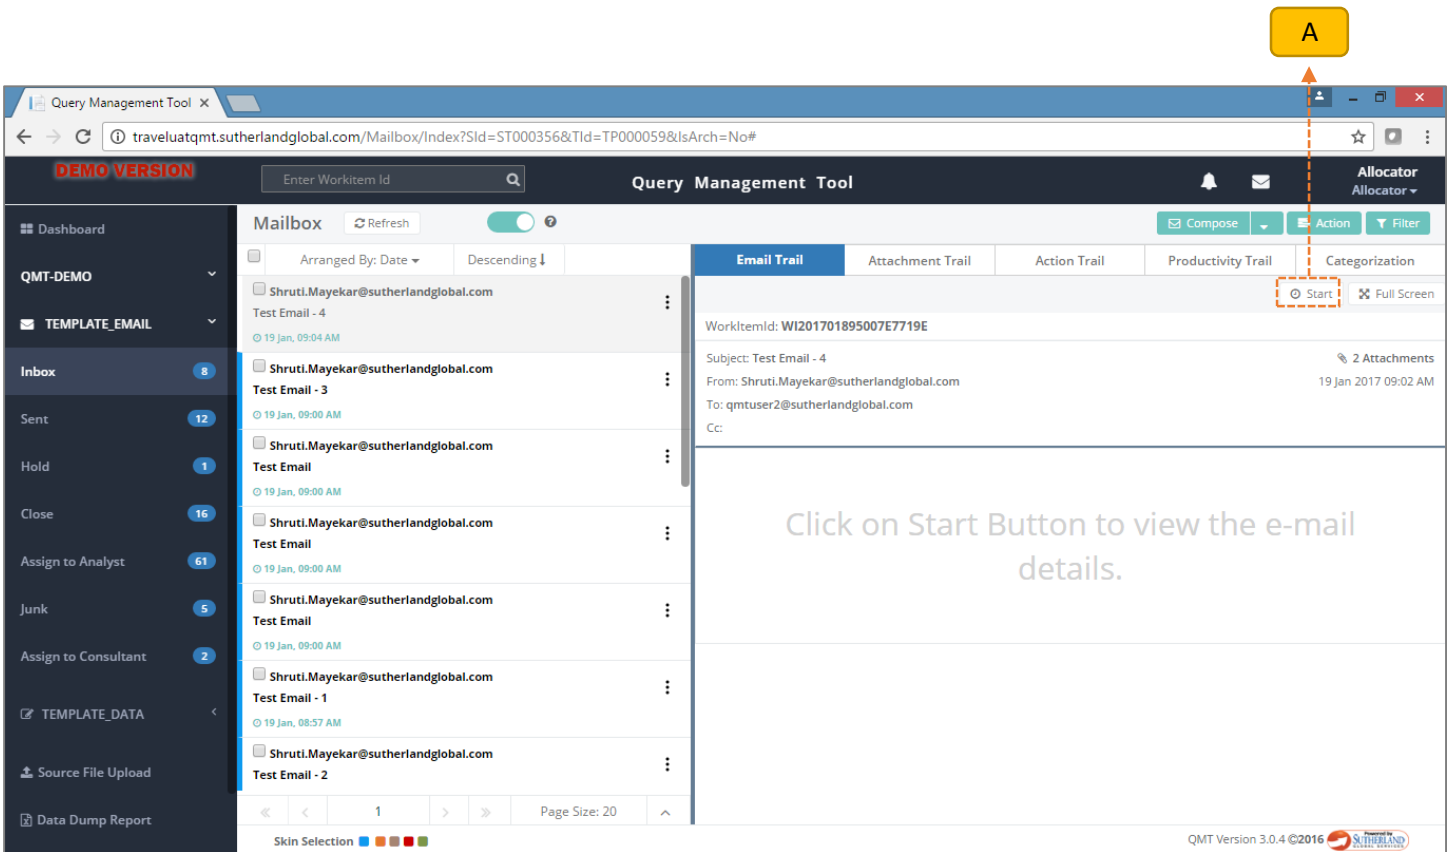 A
Query Management Tool
traveluatqmt.sutherlandglobal.com/Mailbox/Index?SId=ST000356&TId=TP000059&IsArch=No#
DEMO VERSION
Enter Workitem Id
Query Management Tool
Allocator
Allocator
Dashboard
QMT-DEMO
TEMPLATE_EMAIL
Inbox 8
Sent 12
Hold 1
Close 16
Assign to Analyst 61
Junk 5
Assign to Consultant 2
TEMPLATE_DATA
Source File Upload
Data Dump Report
Mailbox Refresh
Compose Action Filter
Arranged By: Date Descending
Shruti.Mayekar@sutherlandglobal.com
Test Email - 4
19 Jan, 09:04 AM
Shruti.Mayekar@sutherlandglobal.com
Test Email - 3
19 Jan, 09:00 AM
Shruti.Mayekar@sutherlandglobal.com
Test Email
19 Jan, 09:00 AM
Shruti.Mayekar@sutherlandglobal.com
Test Email
19 Jan, 09:00 AM
Shruti.Mayekar@sutherlandglobal.com
Test Email
19 Jan, 09:00 AM
Shruti.Mayekar@sutherlandglobal.com
Test Email - 1
19 Jan, 08:57 AM
Shruti.Mayekar@sutherlandglobal.com
Test Email - 2
1 Page Size: 20
Email Trail Attachment Trail Action Trail Productivity Trail Categorization
Start Full Screen
WorkItemId: WI201701895007E7719E
Subject: Test Email - 4 2 Attachments
From: Shruti.Mayekar@sutherlandglobal.com 19 Jan 2017 09:02 AM
To: qmtuser2@sutherlandglobal.com
Cc:
Click on Start Button to view the e-mail
details.
Skin Selection
QMT Version 3.0.4 ©2016
Powered by
SUTHERLAND
GLOBAL SERVICES